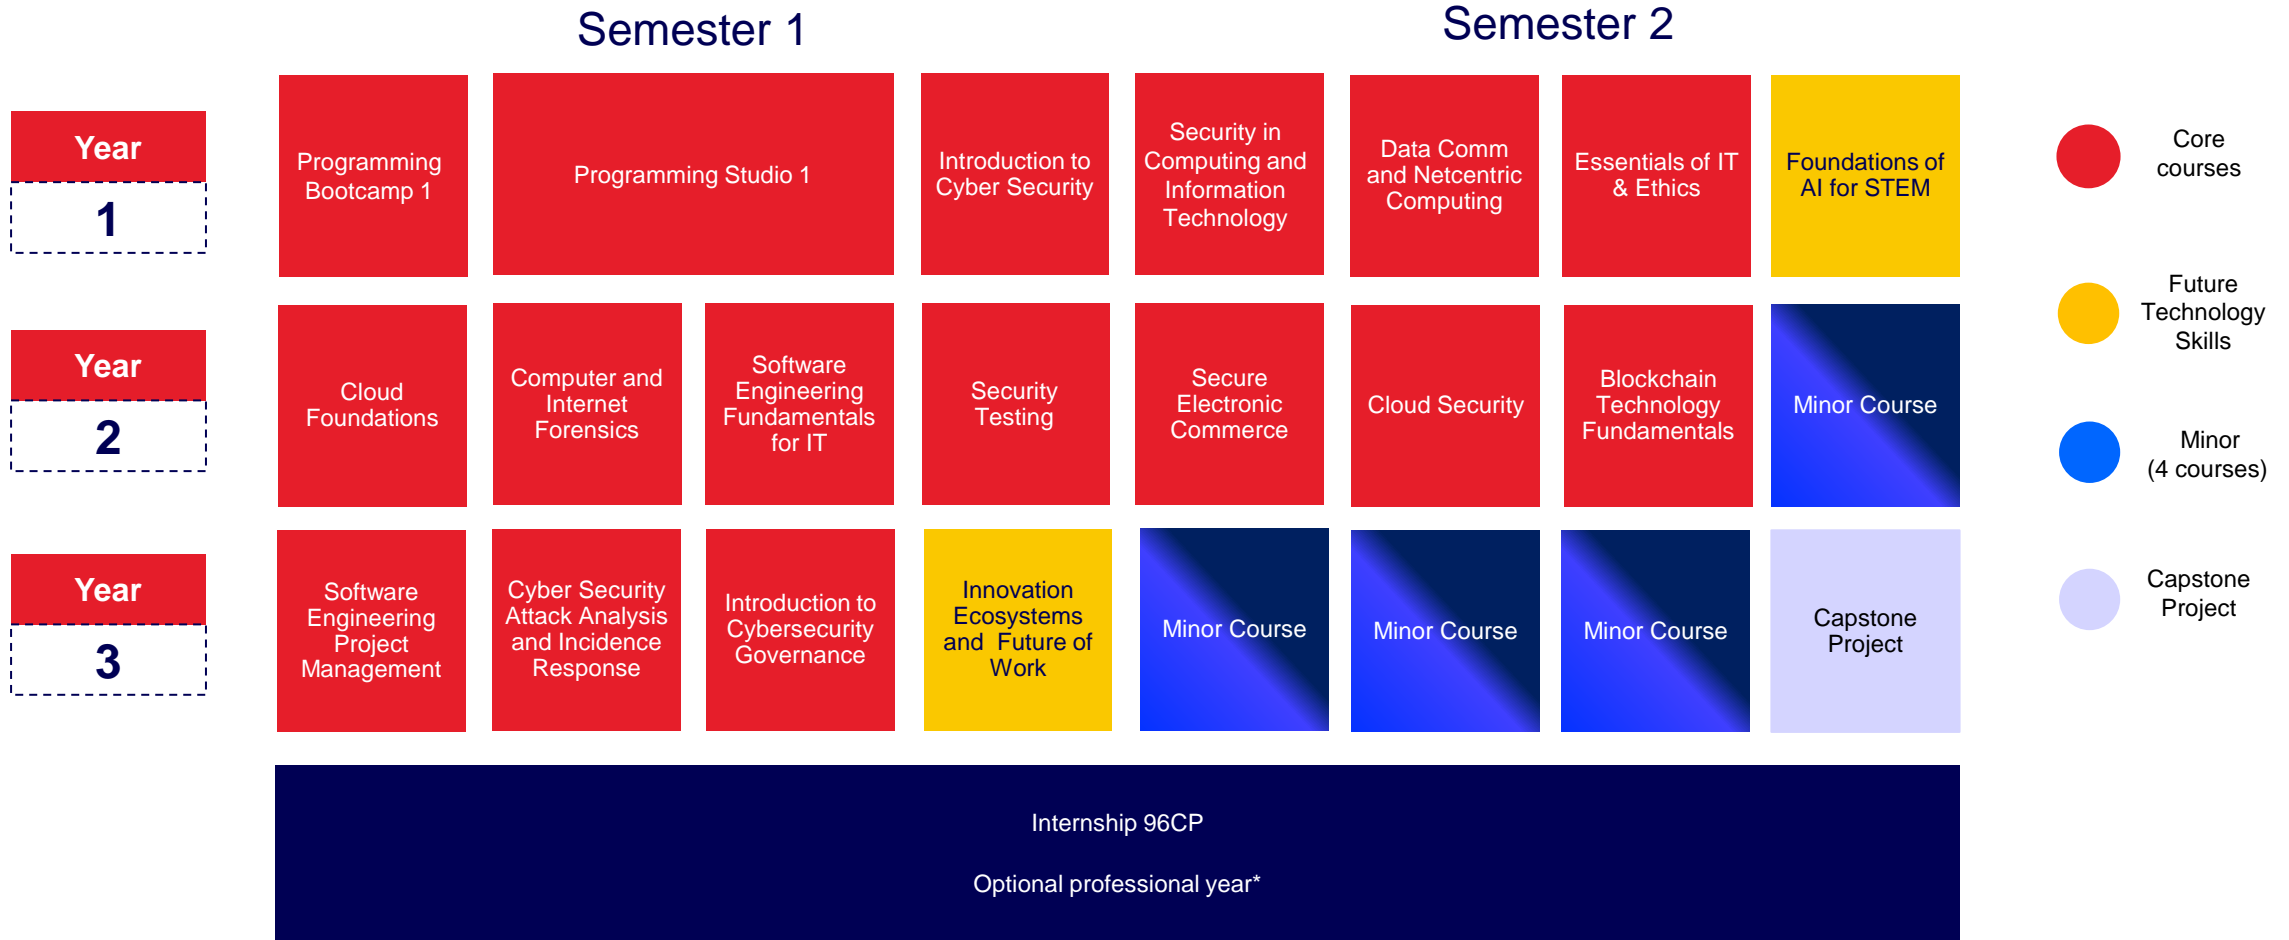 Semester 1
Semester 2
Year
1
Programming
Bootcamp 1
Programming Studio 1
Introduction to
Cyber Security
Security in
Computing and
Information
Technology
Data Comm
and Netcentric
Computing
Essentials of IT
& Ethics
Foundations of
AI for STEM
Year
2
Cloud
Foundations
Computer and
Internet
Forensics
Software
Engineering
Fundamentals
for IT
Security
Testing
Secure
Electronic
Commerce
Cloud Security
Blockchain
Technology
Fundamentals
Minor Course
Year
3
Software
Engineering
Project
Management
Cyber Security
Attack Analysis
and Incidence
Response
Introduction to
Cybersecurity
Governance
Innovation
Ecosystems
and  Future of
Work
Minor Course
Minor Course
Minor Course
Capstone
Project
Internship 96CP
Optional professional year*
Core
courses
Future
Technology
Skills
Minor
(4 courses)
Capstone
Project